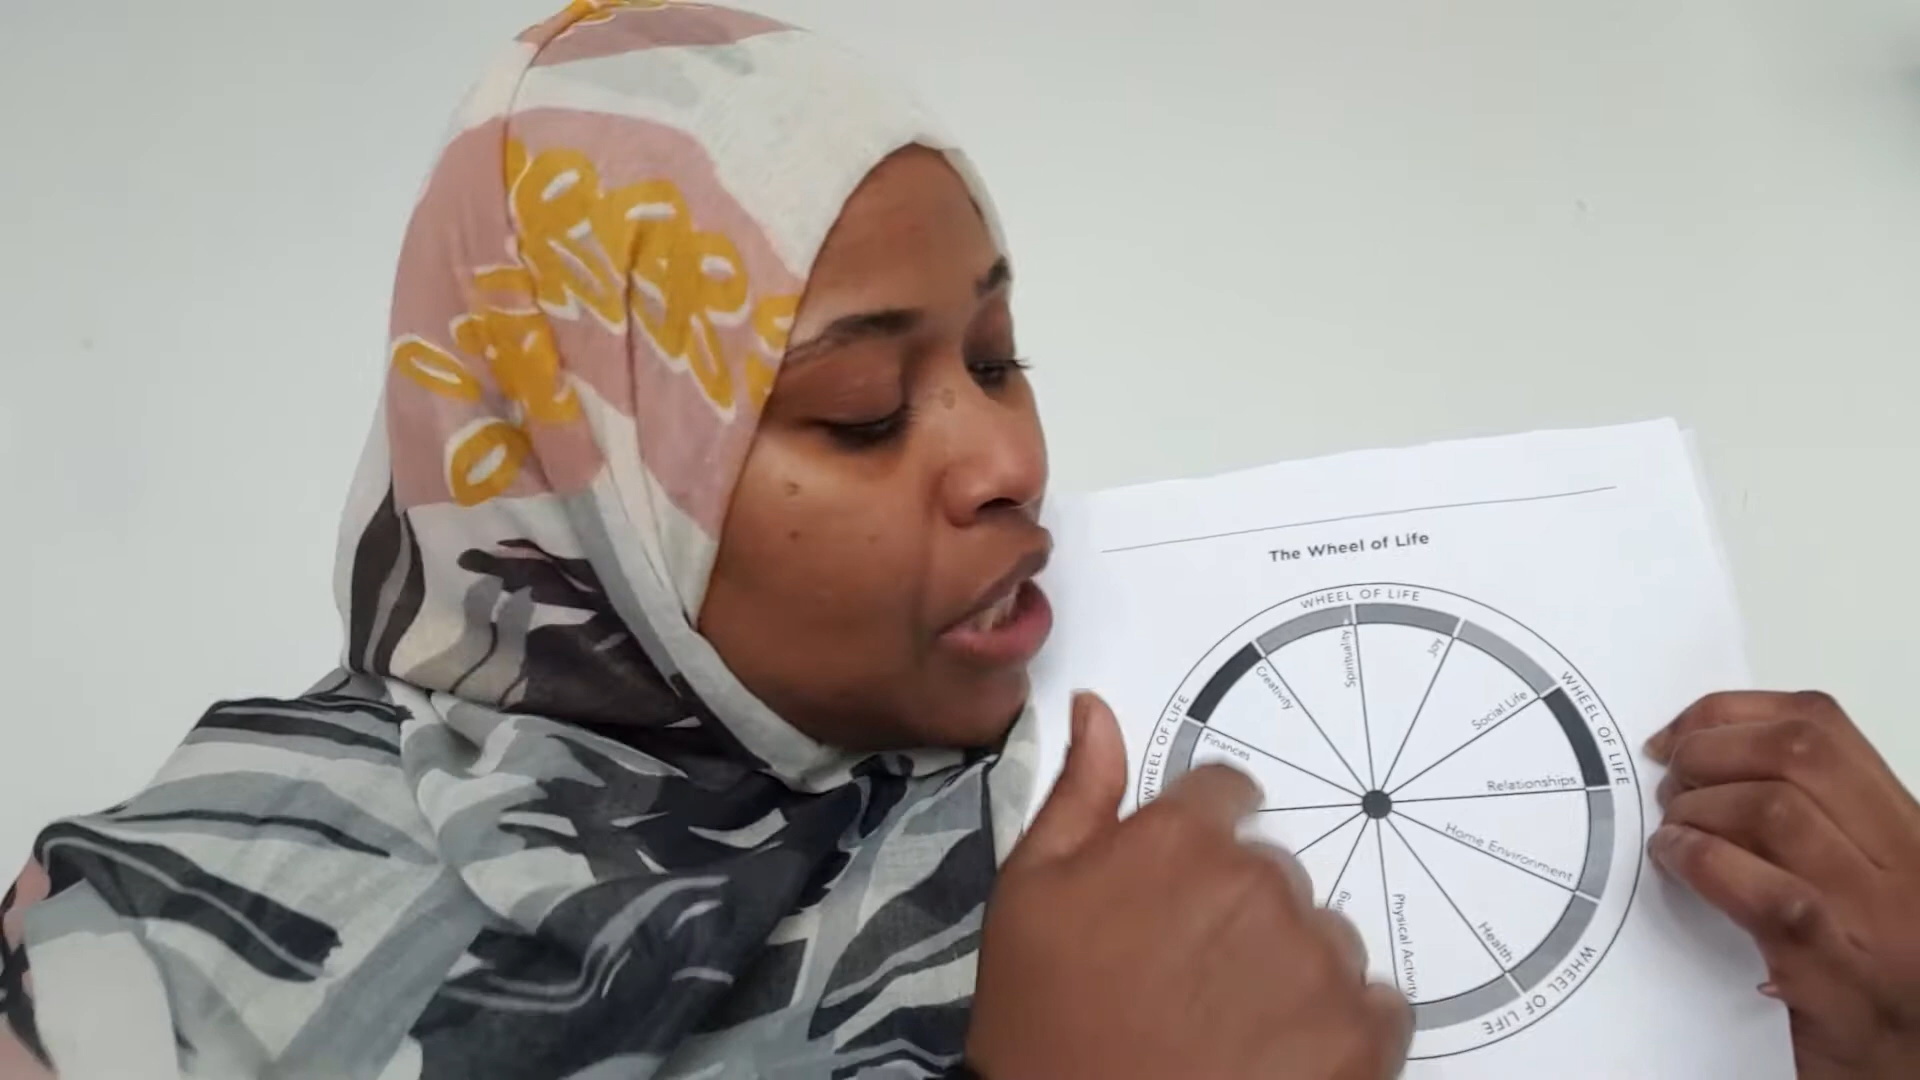 The Wheel of Life
WHEEL OF LIFE
WHEEL OF LIFE
WHEEL OF LIFE
WHEEL OF LIFE
Spirituality
Joy
Creativity
Social Life
Finances
Relationships
Home Environment
Health
Physical Activity